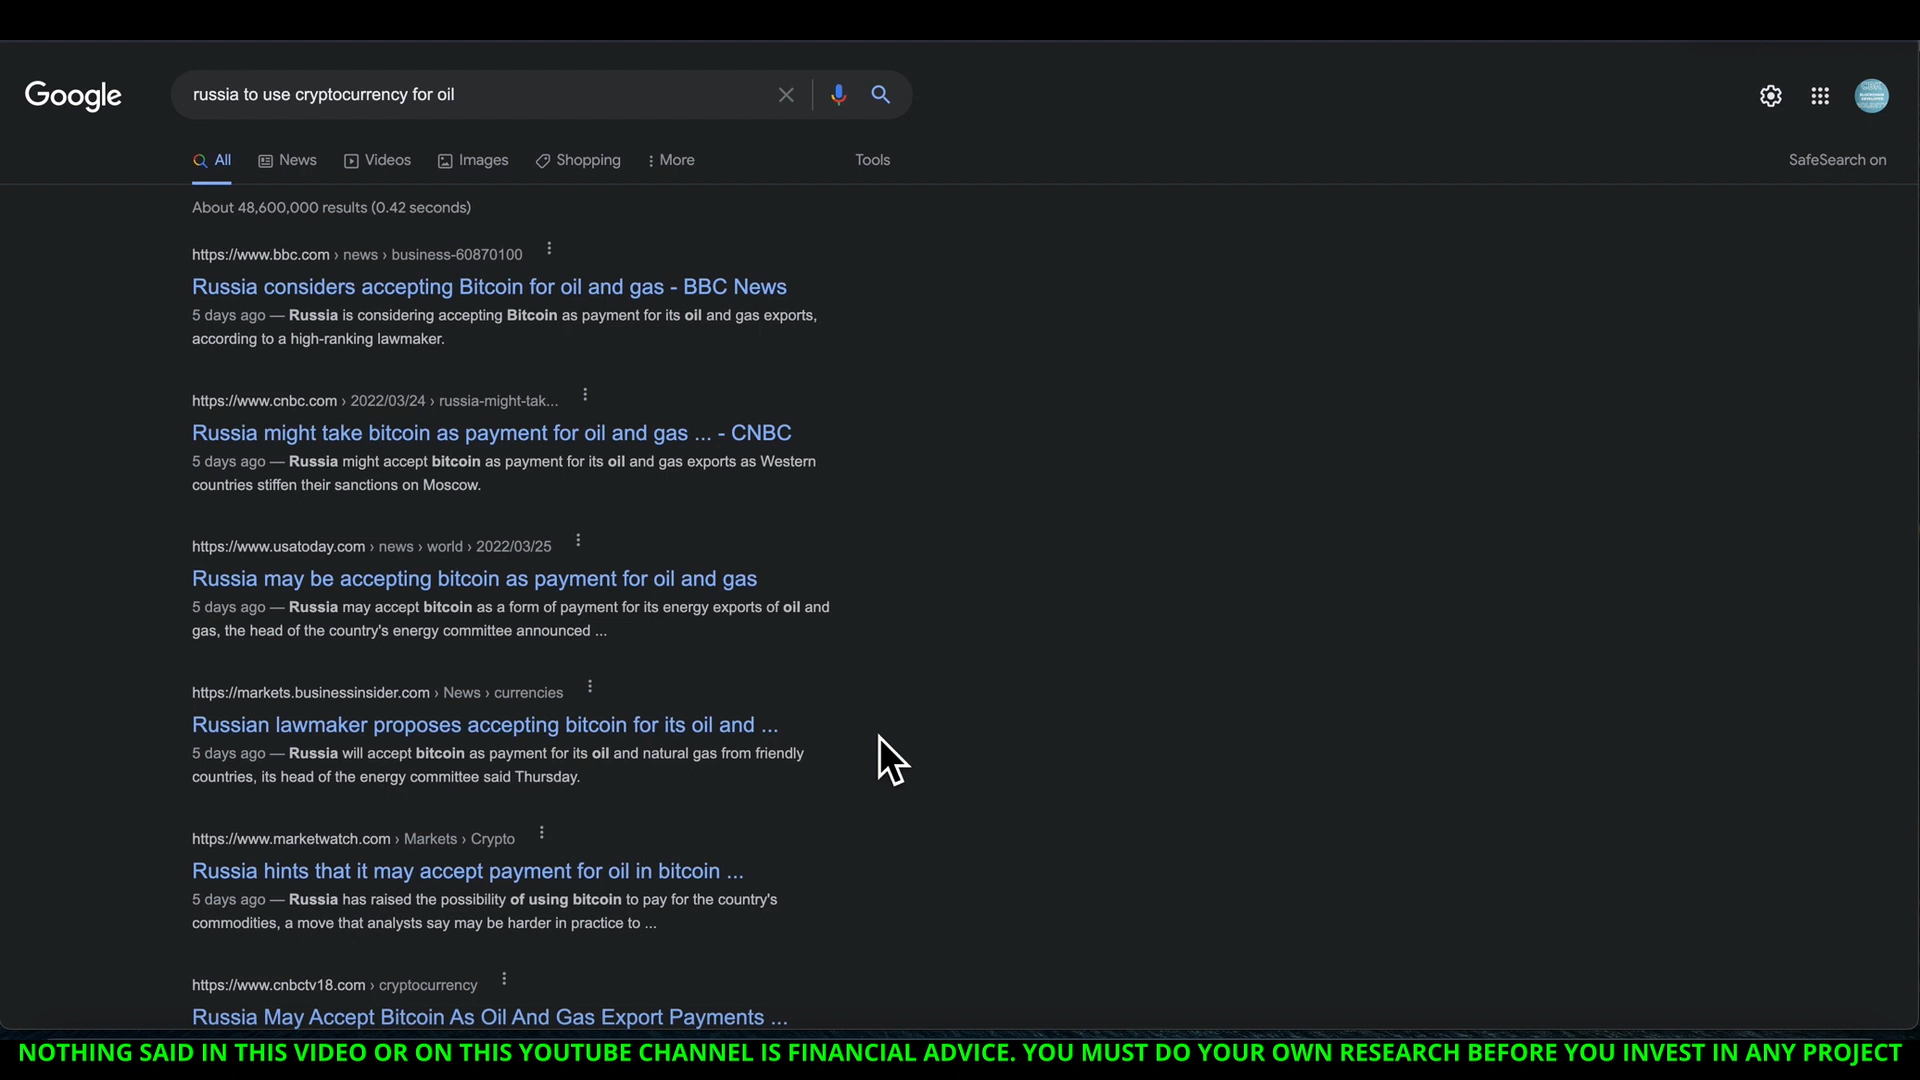 Google
russia to use cryptocurrency for oil
All
News
Videos
Images
Shopping
More
Tools
SafeSearch on
About 48,600,000 results (0.42 seconds)
https://www.bbc.com › news › business-60870100
Russia considers accepting Bitcoin for oil and gas - BBC News
5 days ago — Russia is considering accepting Bitcoin as payment for its oil and gas exports,
according to a high-ranking lawmaker.
https://www.cnbc.com › 2022/03/24 › russia-might-tak...
Russia might take bitcoin as payment for oil and gas ... - CNBC
5 days ago — Russia might accept bitcoin as payment for its oil and gas exports as Western
countries stiffen their sanctions on Moscow.
https://www.usatoday.com › news › world › 2022/03/25
Russia may be accepting bitcoin as payment for oil and gas
5 days ago — Russia may accept bitcoin as a form of payment for its energy exports of oil and
gas, the head of the country's energy committee announced ...
https://markets.businessinsider.com › News › currencies
Russian lawmaker proposes accepting bitcoin for its oil and ...
5 days ago — Russia will accept bitcoin as payment for its oil and natural gas from friendly
countries, its head of the energy committee said Thursday.
https://www.marketwatch.com › Markets › Crypto
Russia hints that it may accept payment for oil in bitcoin ...
5 days ago — Russia has raised the possibility of using bitcoin to pay for the country's
commodities, a move that analysts say may be harder in practice to ...
https://www.cnbctv18.com › cryptocurrency
Russia May Accept Bitcoin As Oil And Gas Export Payments ...
NOTHING SAID IN THIS VIDEO OR ON THIS YOUTUBE CHANNEL IS FINANCIAL ADVICE. YOU MUST DO YOUR OWN RESEARCH BEFORE YOU INVEST IN ANY PROJECT